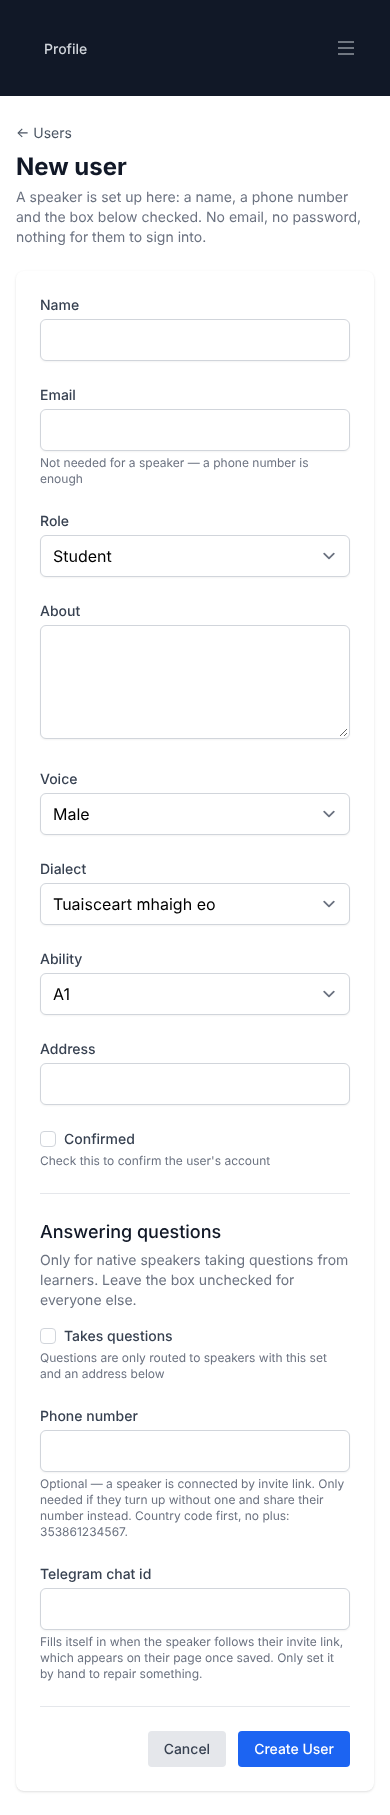 Profile
← Users
New user
A speaker is set up here: a name, a phone number
and the box below checked. No email, no password,
nothing for them to sign into.
Name
Email
Not needed for a speaker — a phone number is
enough
Role
Student
About
Voice
Male
Dialect
Tuaisceart mhaigh eo
Ability
A1
Address
Confirmed
Check this to confirm the user's account
Answering questions
Only for native speakers taking questions from
learners. Leave the box unchecked for
everyone else.
Takes questions
Questions are only routed to speakers with this set
and an address below
Phone number
Optional — a speaker is connected by invite link. Only
needed if they turn up without one and share their
number instead. Country code first, no plus:
353861234567.
Telegram chat id
Fills itself in when the speaker follows their invite link,
which appears on their page once saved. Only set it
by hand to repair something.
Cancel
Create User